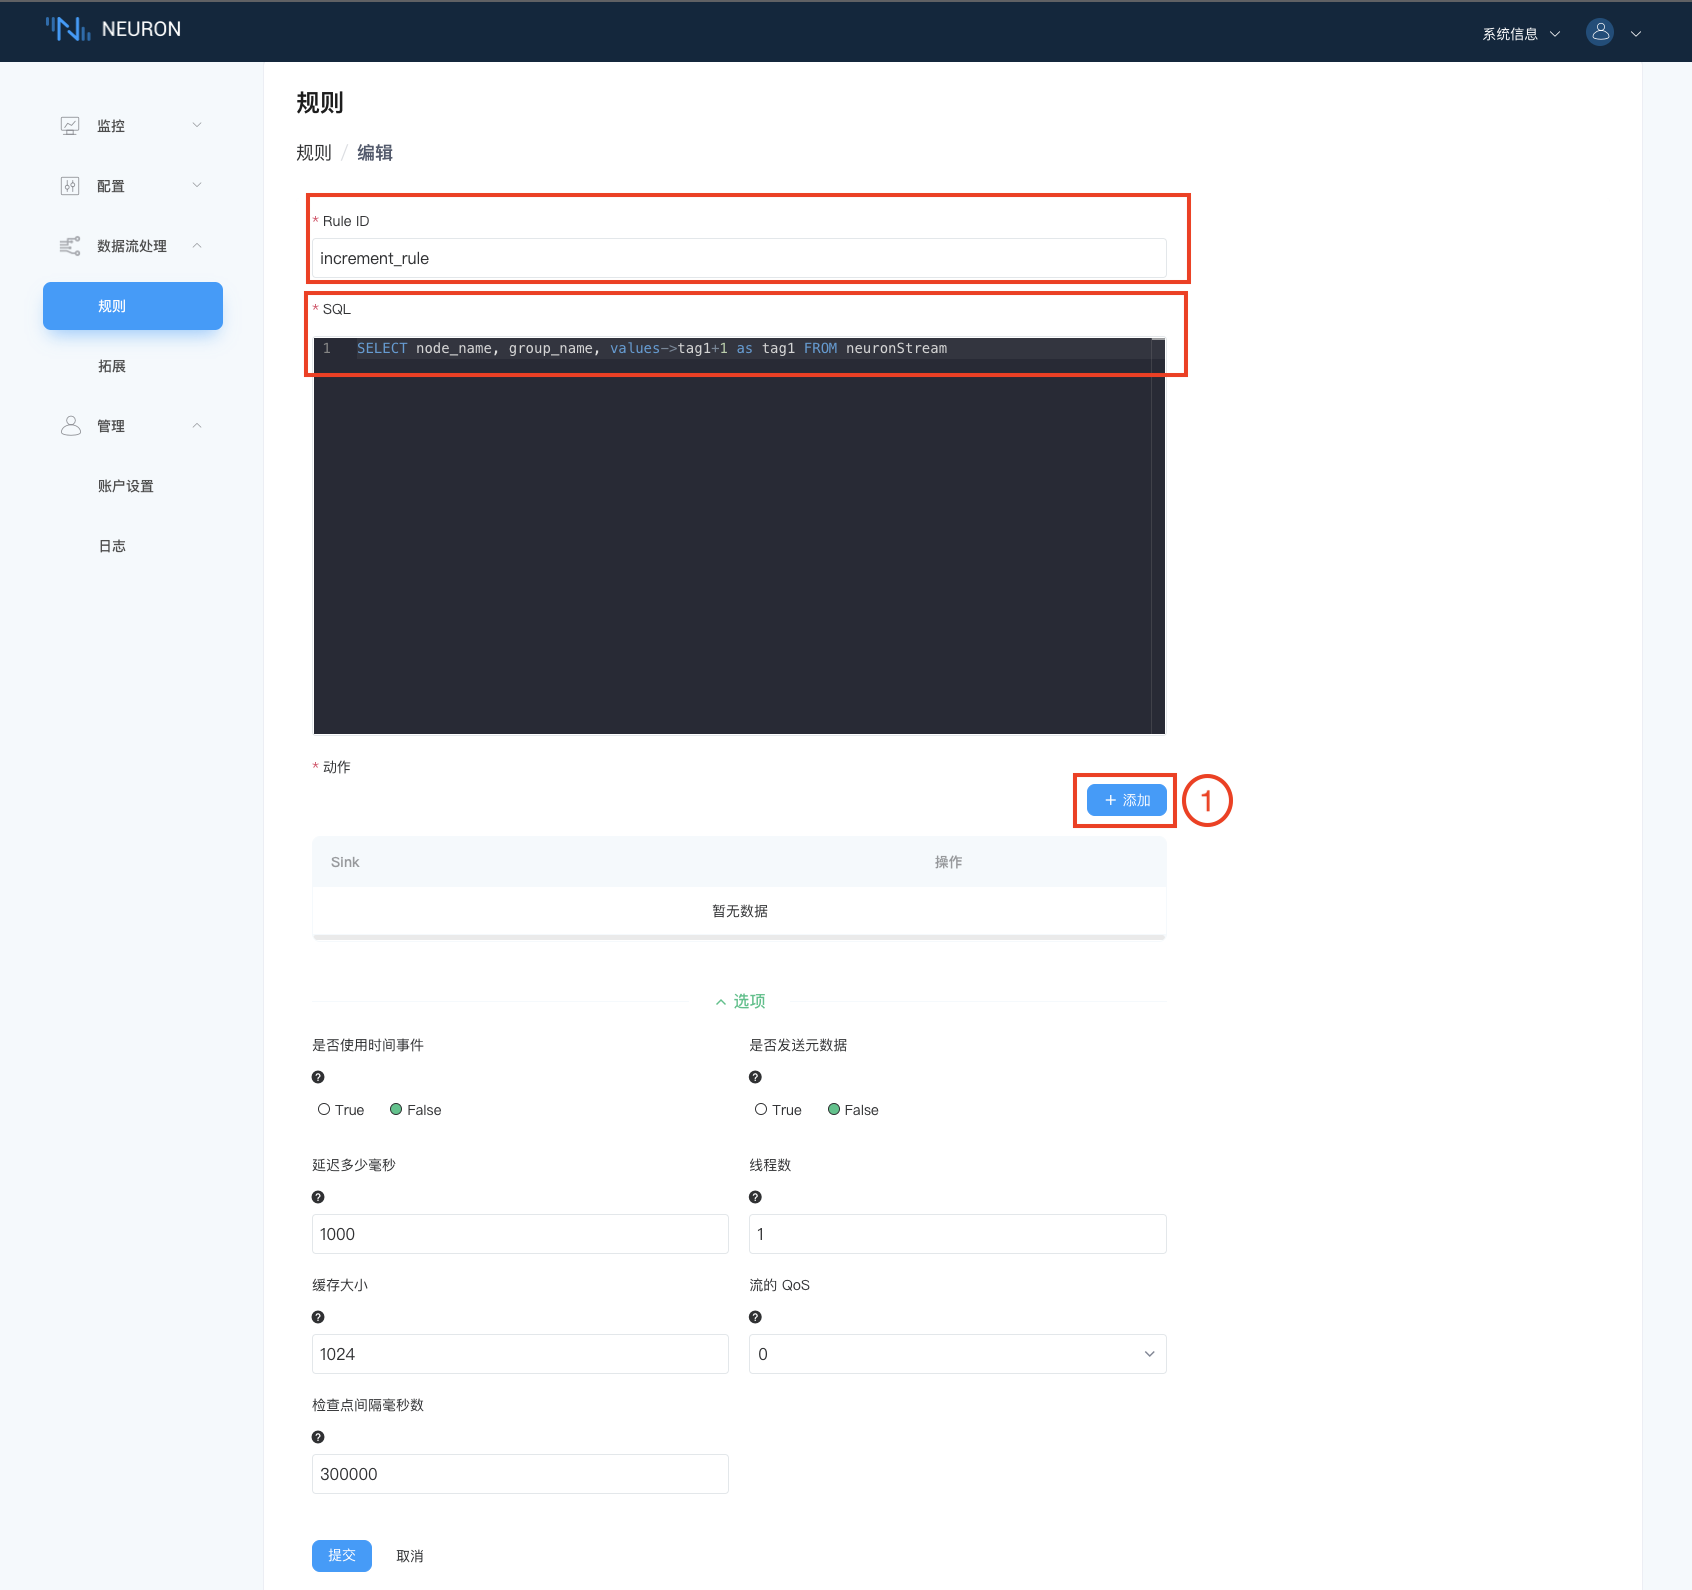 NEURON
系统信息
监控
配置
数据流处理
规则
拓展
管理
账户设置
日志
规则
规则 / 编辑
* Rule ID
increment_rule
* SQL
1 SELECT node_name, group_name, values->tag1+1 as tag1 FROM neuronStream
* 动作
+ 添加
1
Sink 操作
暂无数据
选项
是否使用时间事件 是否发送元数据
? ?
True False True False
延迟多少毫秒 线程数
? ?
1000 1
缓存大小 流的 QoS
? ?
1024 0
检查点间隔毫秒数
?
300000
提交 取消